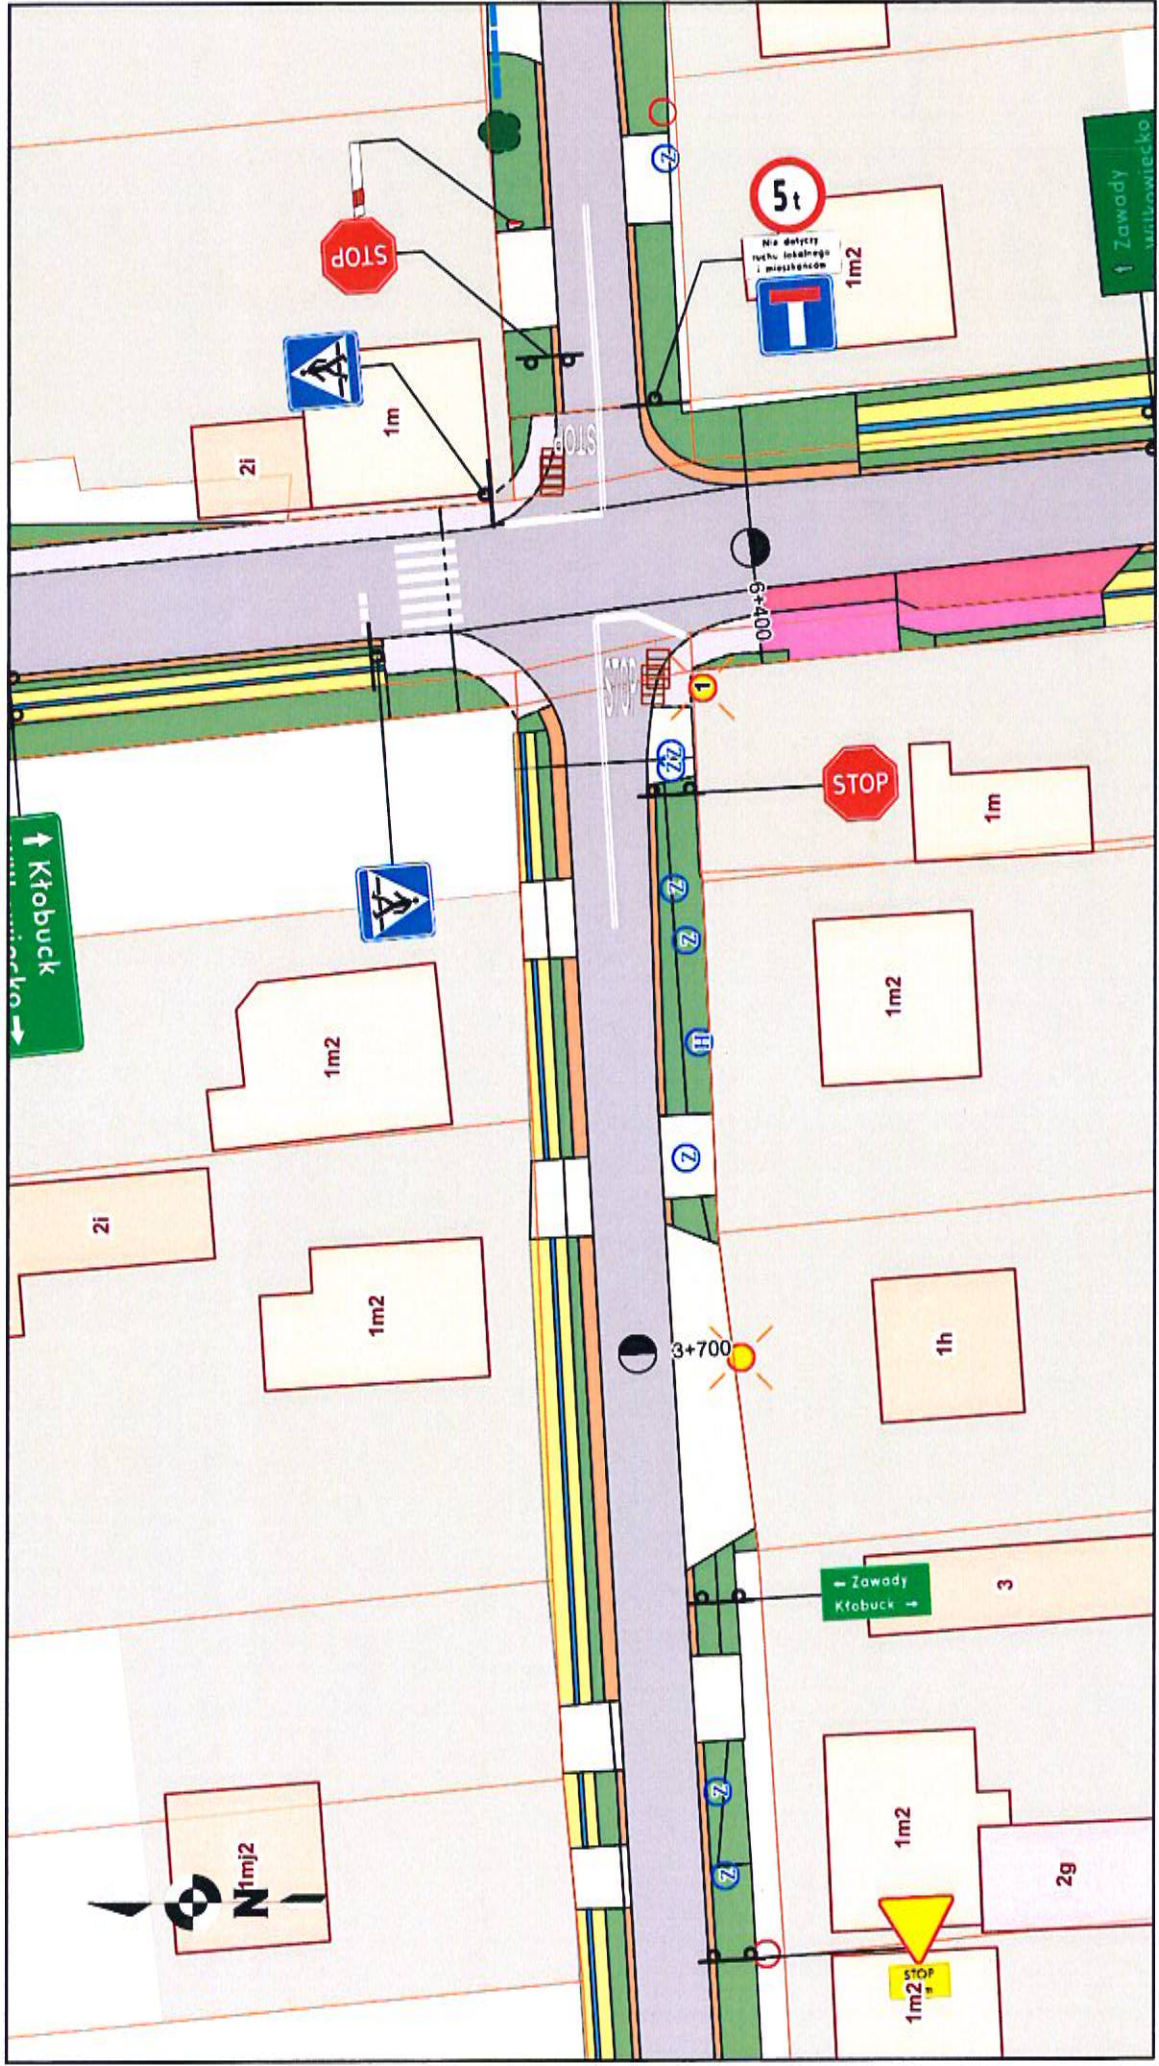 ↑ Zawady
5t
Nie dotyczy
ruchu lokalnego
i mieszkańców
1m2
STOP
1m
2i
STOP
6+400
STOP
1
Z
STOP
1m
Z
Z
↑ Kłobuck
1m2
1m2
H
Z
2i
1m2
1h
3+700
← Zawady
Kłobuck →
3
1m2
2g
Z
Z
1mj2
N
STOP
1m2